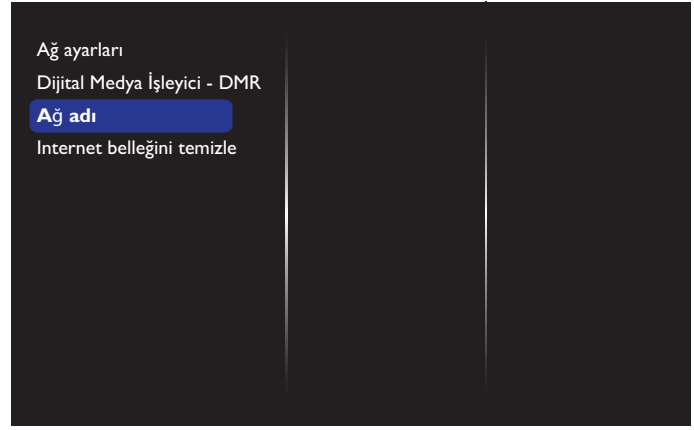 Ağ ayarları
Dijital Medya İşleyici - DMR
Ağ adı
Internet belleğini temizle